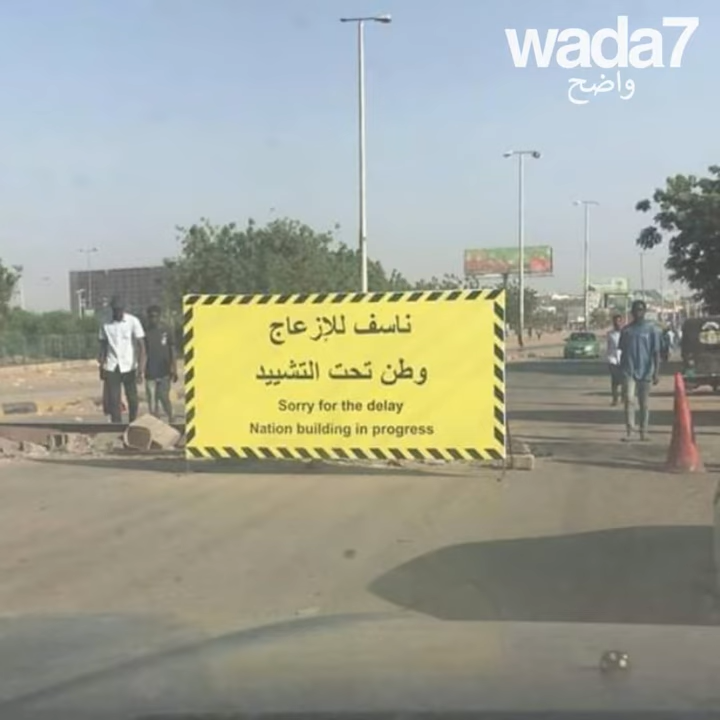 wada7
واضح
ناسف للإزعاج
وطن تحت التشييد
Sorry for the delay
Nation building in progress